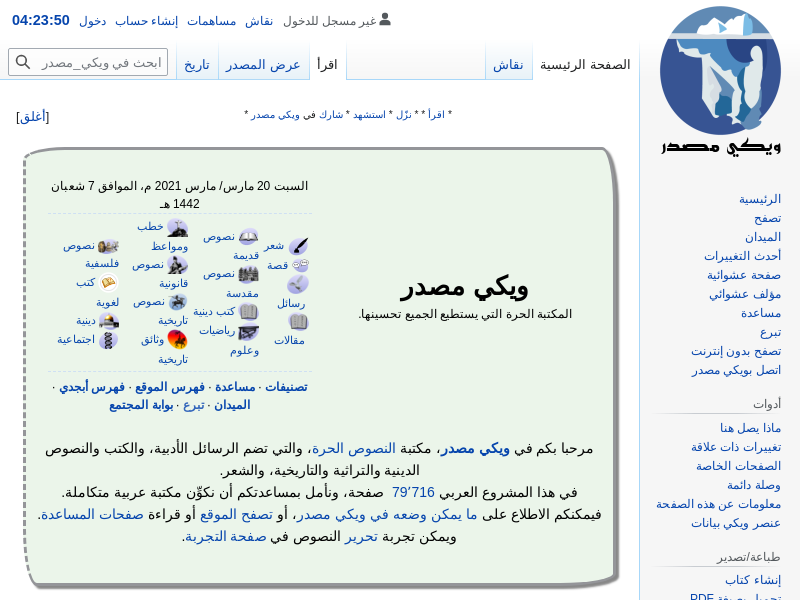 غير مسجل للدخول نقاش مساهمات إنشاء حساب دخول 04:23:50
الصفحة الرئيسية نقاش اقرأ عرض المصدر تاريخ ابحث في ويكي_مصدر
ويكي مصدر
* اقرأ * * نزّل * استشهد * شارك في ويكي مصدر *
[أغلق]
السبت 20 مارس/ مارس 2021 م، الموافق 7 شعبان
1442 هـ
شعر
قصة
رسائل
مقالات
نصوص
قديمة
نصوص
مقدسة
كتب دينية
رياضيات
وعلوم
خطب
ومواعظ
نصوص
قانونية
نصوص
تاريخية
وثائق
تاريخية
نصوص
فلسفية
كتب
لغوية
دينية
اجتماعية
ويكي مصدر
المكتبة الحرة التي يستطيع الجميع تحسينها.
تصنيفات · مساعدة · فهرس الموقع · فهرس أبجدي ·
الميدان · تبرع · بوابة المجتمع
مرحبا بكم في ويكي مصدر، مكتبة النصوص الحرة، والتي تضم الرسائل الأدبية، والكتب والنصوص
الدينية والتراثية والتاريخية، والشعر.
في هذا المشروع العربي 79٬716 صفحة، ونأمل بمساعدتكم أن نكوّن مكتبة عربية متكاملة.
فيمكنكم الاطلاع على ما يمكن وضعه في ويكي مصدر، أو تصفح الموقع أو قراءة صفحات المساعدة.
ويمكن تجربة تحرير النصوص في صفحة التجربة.
الرئيسية
تصفح
الميدان
أحدث التغييرات
صفحة عشوائية
مؤلف عشوائي
مساعدة
تبرع
تصفح بدون إنترنت
اتصل بويكي مصدر
أدوات
ماذا يصل هنا
تغييرات ذات علاقة
الصفحات الخاصة
وصلة دائمة
معلومات عن هذه الصفحة
عنصر ويكي بيانات
طباعة/تصدير
إنشاء كتاب
تحميل بصيغة PDF